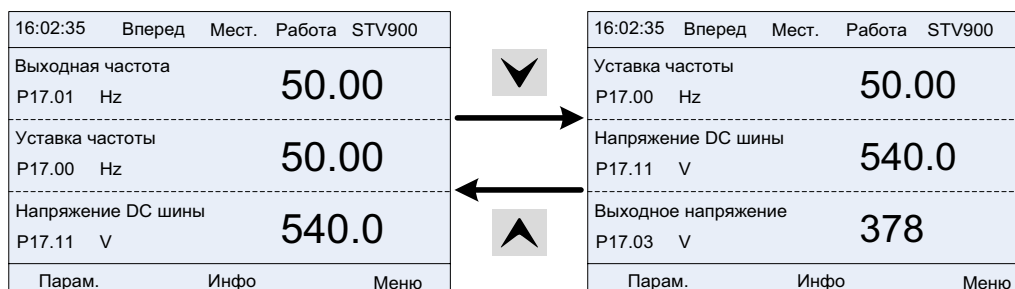 16:02:35 Вперед Мест. Работа STV900
Выходная частота
P17.01 Hz
50.00
Уставка частоты
P17.00 Hz
50.00
Напряжение DC шины
P17.11 V
540.0
Парам. Инфо Меню
16:02:35 Вперед Мест. Работа STV900
Уставка частоты
P17.00 Hz
50.00
Напряжение DC шины
P17.11 V
540.0
Выходное напряжение
P17.03 V
378
Парам. Инфо Меню